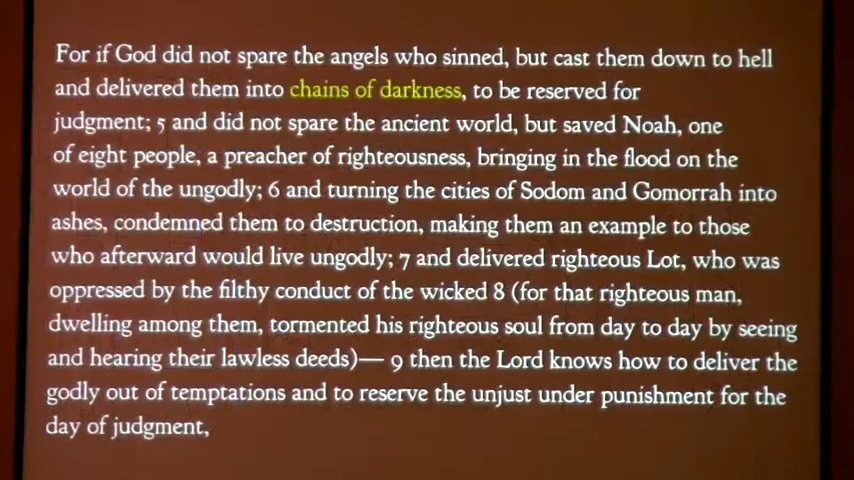 For if God did not spare the angels who sinned, but cast them down to hell
and delivered them into chains of darkness, to be reserved for
judgment; 5 and did not spare the ancient world, but saved Noah, one
of eight people, a preacher of righteousness, bringing in the flood on the
world of the ungodly; 6 and turning the cities of Sodom and Gomorrah into
ashes, condemned them to destruction, making them an example to those
who afterward would live ungodly; 7 and delivered righteous Lot, who was
oppressed by the filthy conduct of the wicked 8 (for that righteous man,
dwelling among them, tormented his righteous soul from day to day by seeing
and hearing their lawless deeds)— 9 then the Lord knows how to deliver the
godly out of temptations and to reserve the unjust under punishment for the
day of judgment,